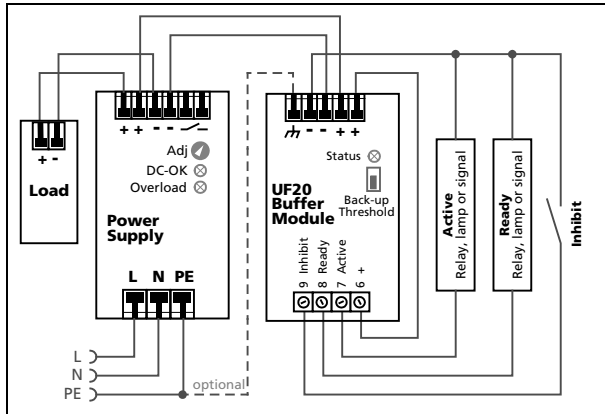 + + - -
- - + +
+ -
Load
Adj
DC-OK
Overload
Power
Supply
L N PE
Status
UF20
Buffer
Module
Back-up
Threshold
9 Inhibit
8 Ready
7 Active
6 +
Active
Relay, lamp or signal
Ready
Relay, lamp or signal
Inhibit
L
N
PE
optional